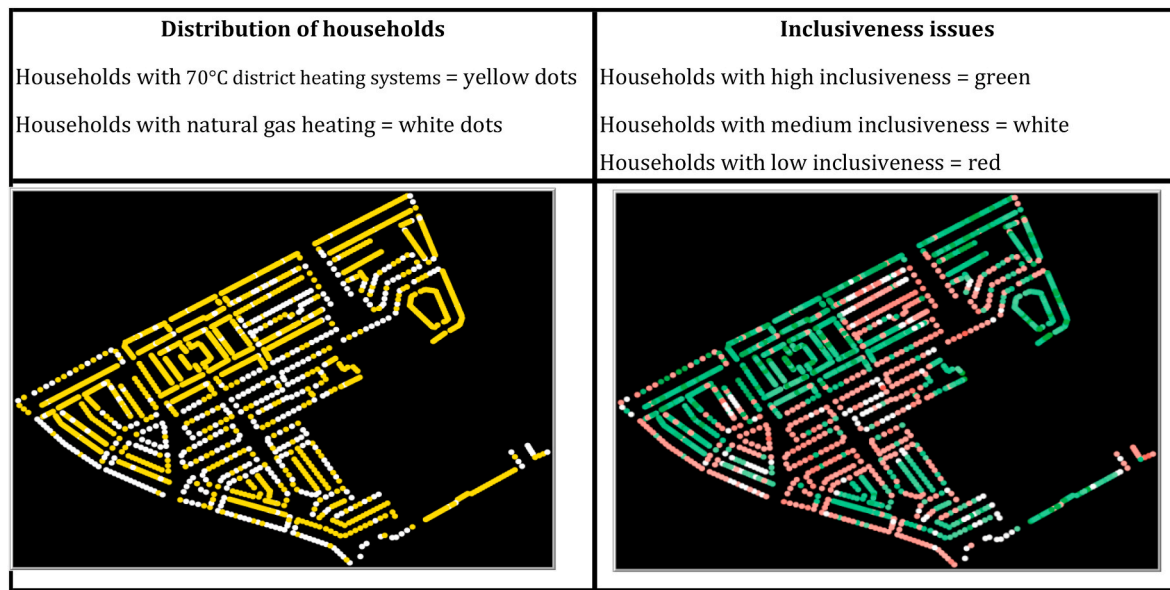 Distribution of households
Households with 70°C district heating systems = yellow dots
Households with natural gas heating = white dots
Inclusiveness issues
Households with high inclusiveness = green
Households with medium inclusiveness = white
Households with low inclusiveness = red